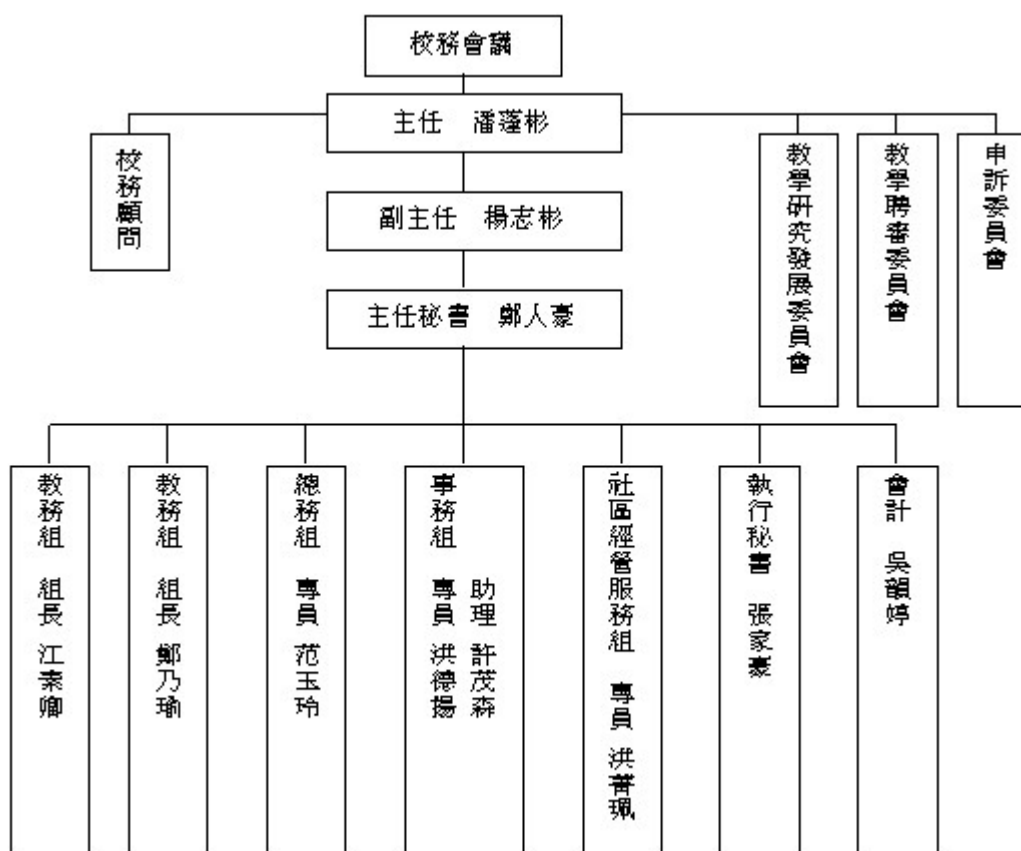 校務會議
主任　潘蓬彬
校務顧問
教學研究發展委員會
教學聘審委員會
申訴委員會
副主任　楊志彬
主任秘書　鄭人豪
教務組　組長　江素卿
教務組　組長　鄭乃瑜
總務組　專員　范玉玲
事務組　專員　洪德揚
助理　許茂森
社區經營服務組　專員　洪菁珮
執行秘書　張家豪
會計　吳韻婷